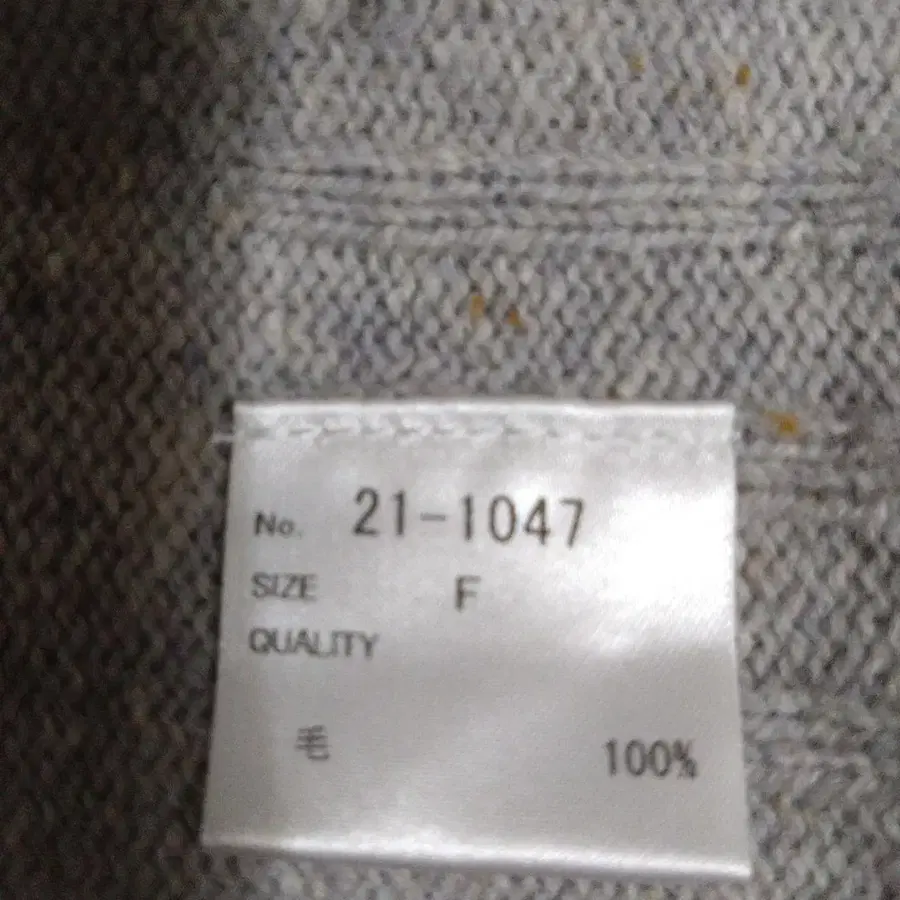 No. 21-1047
SIZE F
QUALITY
毛 100%